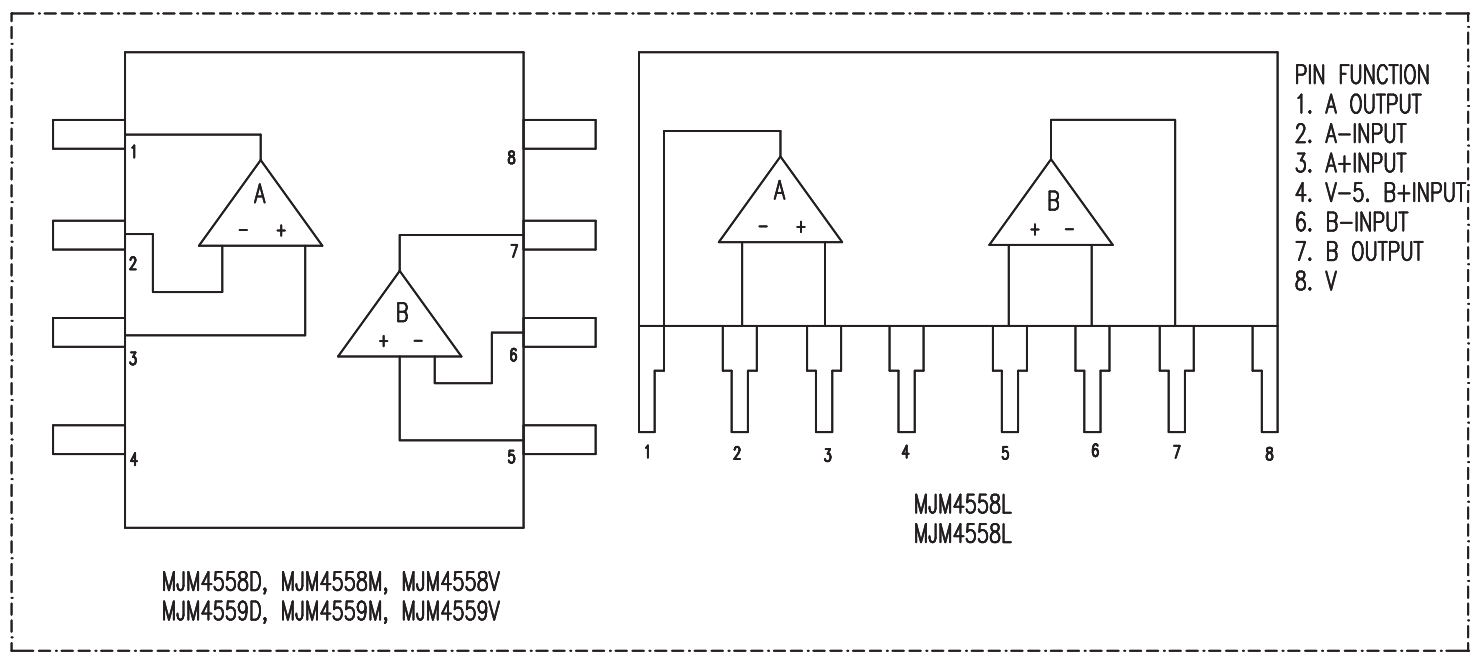 1
2
3
4
8
7
6
5
A
- +
B
+ -
MJM4558D, MJM4558M, MJM4558V
MJM4559D, MJM4559M, MJM4559V
A
- +
B
+ -
1 2 3 4 5 6 7 8
MJM4558L
MJM4558L
PIN FUNCTION
1. A OUTPUT
2. A-INPUT
3. A+INPUT
4. V-5. B+INPUT
6. B-INPUT
7. B OUTPUT
8. V